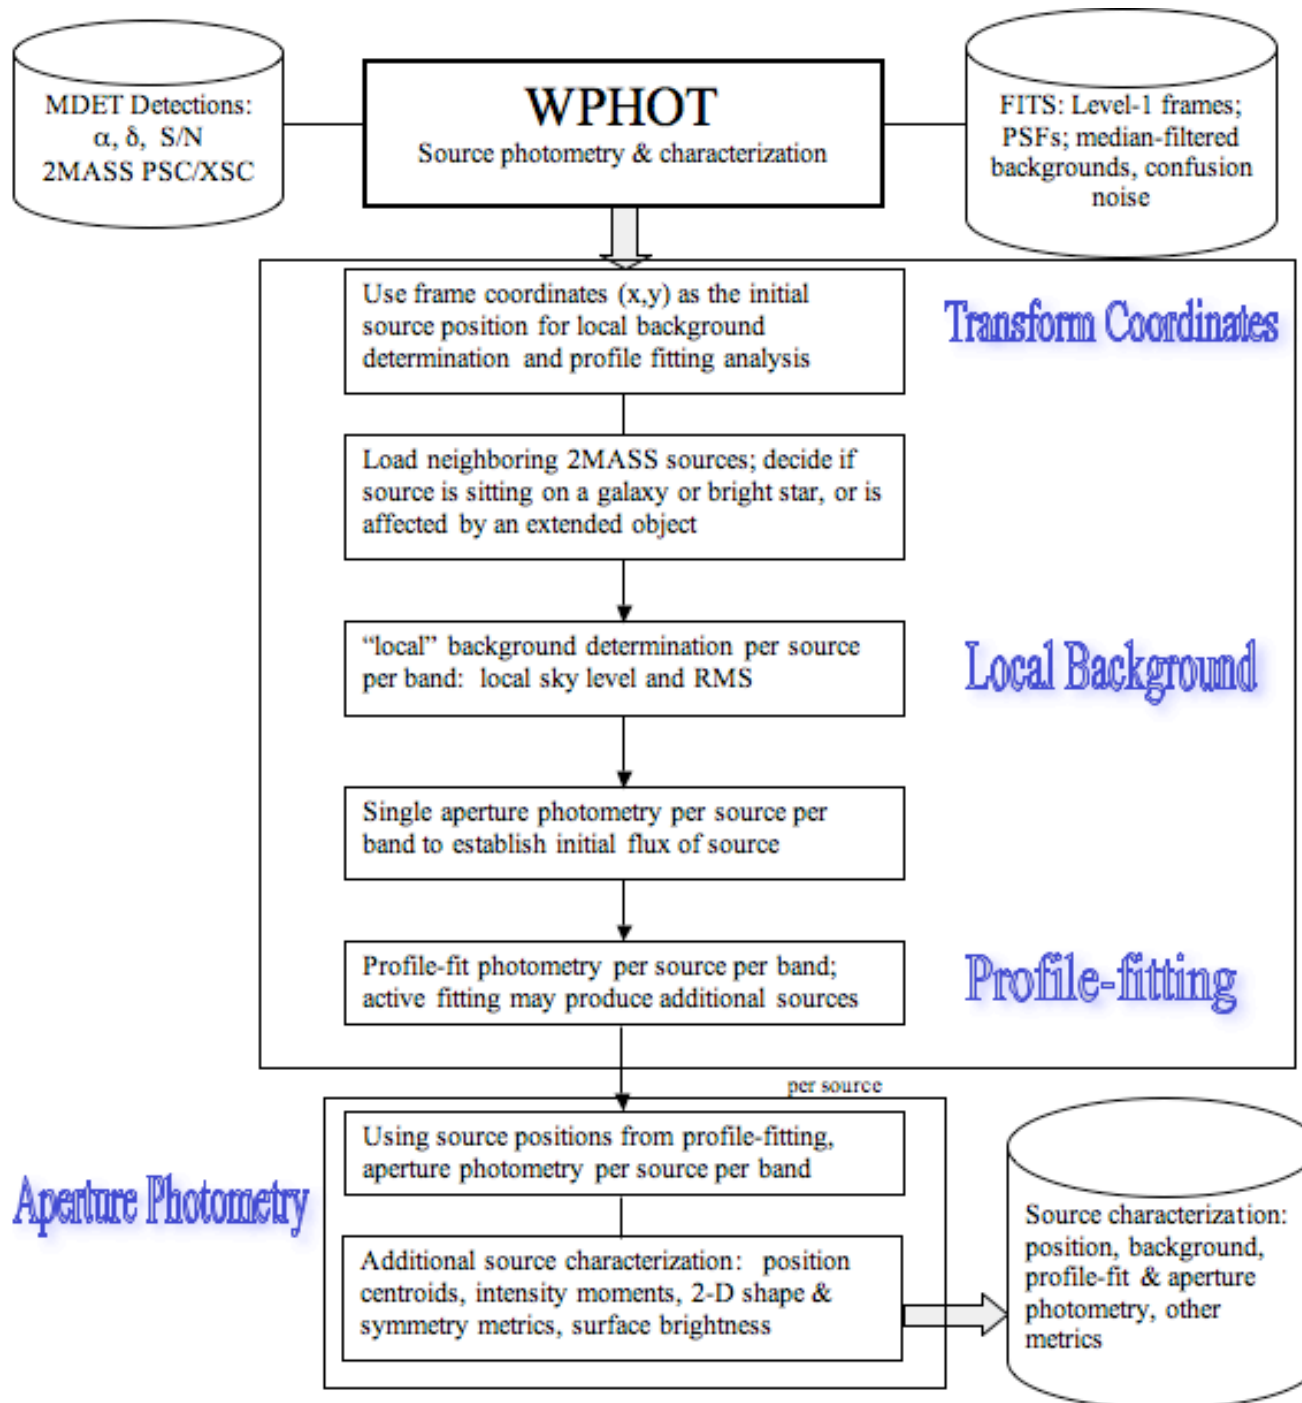 MDET Detections:
α, δ, S/N
2MASS PSC/XSC
WPHOT
Source photometry & characterization
FITS: Level-1 frames;
PSFs; median-filtered
backgrounds, confusion
noise
Use frame coordinates (x,y) as the initial
source position for local background
determination and profile fitting analysis
Transform Coordinates
Load neighboring 2MASS sources; decide if
source is sitting on a galaxy or bright star, or is
affected by an extended object
“local” background determination per source
per band: local sky level and RMS
Local Background
Single aperture photometry per source per
band to establish initial flux of source
Profile-fit photometry per source per band;
active fitting may produce additional sources
Profile-fitting
per source
Using source positions from profile-fitting,
aperture photometry per source per band
Aperture Photometry
Additional source characterization: position
centroids, intensity moments, 2-D shape &
symmetry metrics, surface brightness
Source characterization:
position, background,
profile-fit & aperture
photometry, other
metrics